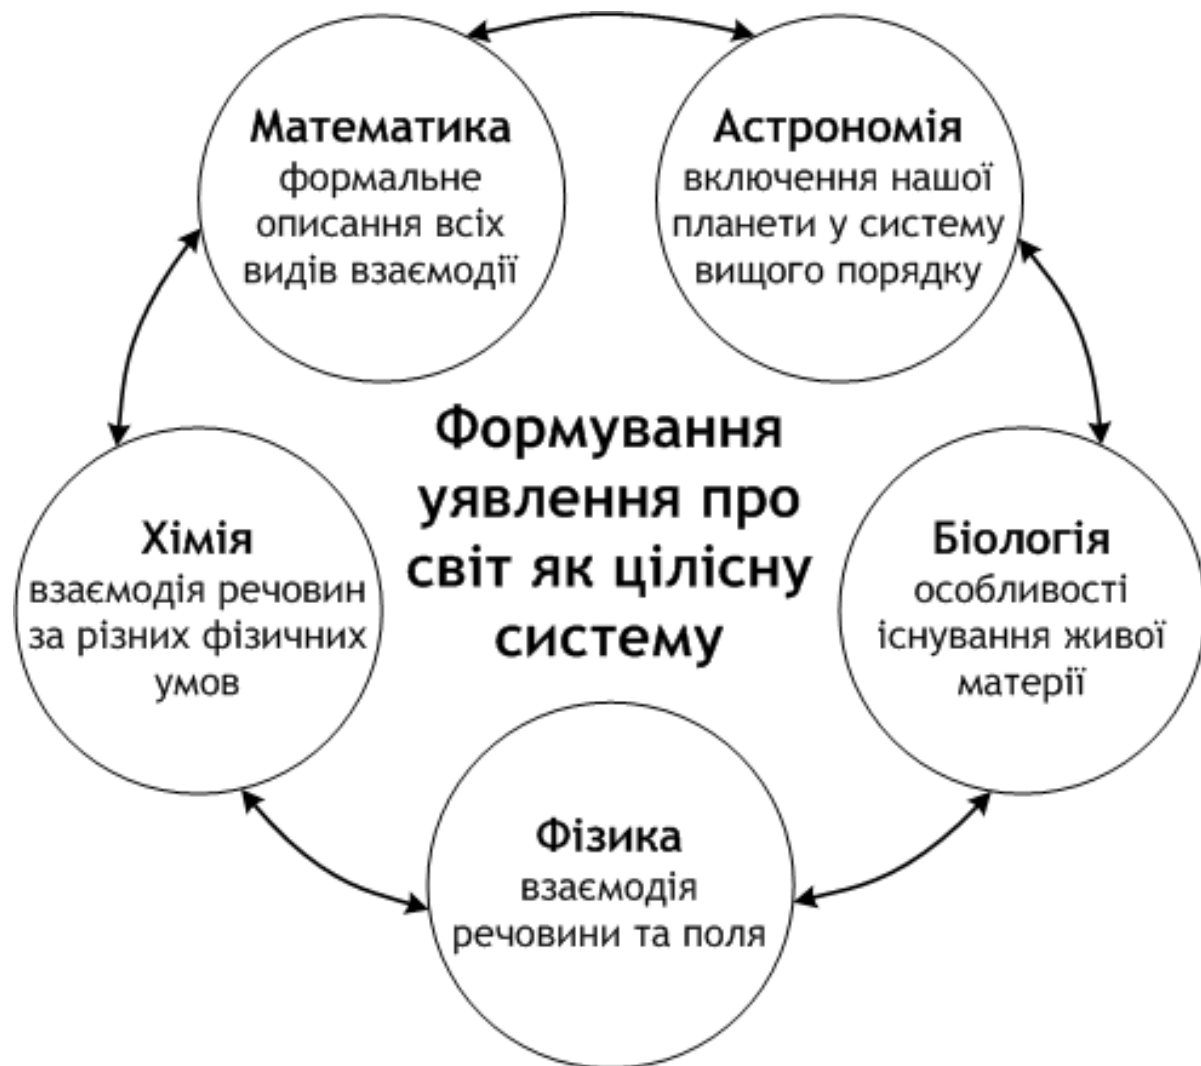 Математика
формальне
описання всіх
видів взаємодії
Астрономія
включення нашої
планети у систему
вищого порядку
Формування
уявлення про
світ як цілісну
систему
Хімія
взаємодія речовин
за різних фізичних
умов
Біологія
особливості
існування живої
матерії
Фізика
взаємодія
речовини та поля